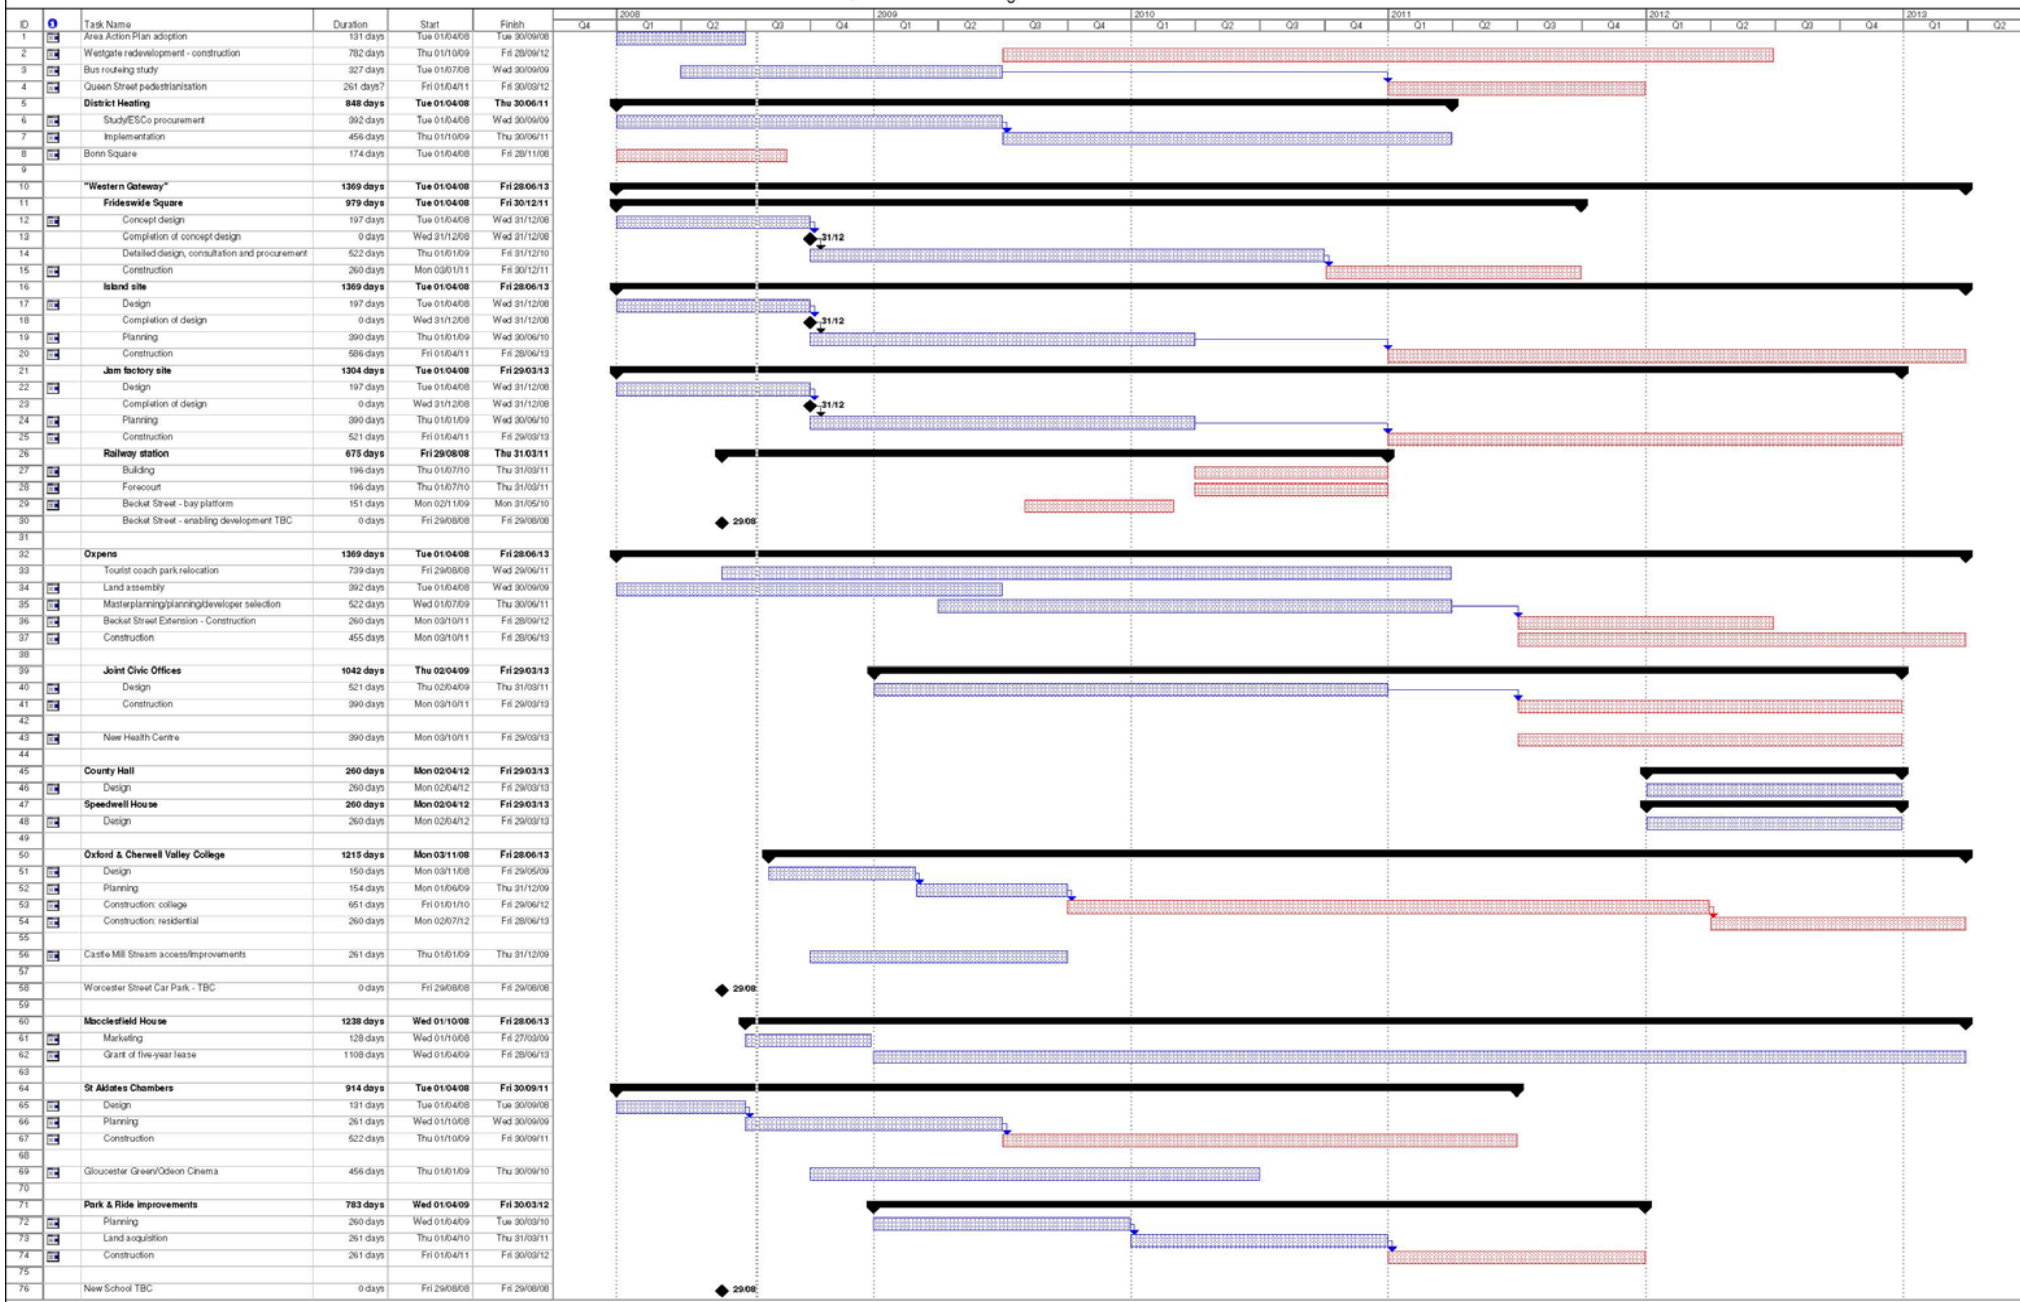 2008 2009 2010 2011 2012 2013
ID Task Name Duration Start Finish Q4 Q1 Q2 Q3 Q4 Q1 Q2 Q3 Q4 Q1 Q2 Q3 Q4 Q1 Q2 Q3 Q4 Q1 Q2 Q3 Q4 Q1 Q2
1 Area Action Plan adoption 131 days Tue 01/04/08 Tue 30/09/08
2 Westgate redevelopment - construction 782 days Thu 01/10/09 Fri 28/09/12
3 Bus routeing study 327 days Tue 01/07/08 Wed 30/09/09
4 Queen Street pedestrianisation 261 days? Fri 01/04/11 Fri 30/03/12
5 District Heating 848 days Tue 01/04/08 Thu 30/06/11
6 Study/ESCo procurement 392 days Tue 01/04/08 Wed 30/09/09
7 Implementation 456 days Thu 01/10/09 Thu 30/06/11
8 Bonn Square 174 days Tue 01/04/08 Fri 28/11/08
9
10 "Western Gateway" 1369 days Tue 01/04/08 Fri 28/06/13
11 Frideswide Square 979 days Tue 01/04/08 Fri 30/12/11
12 Concept design 197 days Tue 01/04/08 Wed 31/12/08
13 Completion of concept design 0 days Wed 31/12/08 Wed 31/12/08 31/12
14 Detailed design, consultation and procurement 522 days Thu 01/01/09 Fri 31/12/10
15 Construction 260 days Mon 03/01/11 Fri 30/12/11
16 Island site 1369 days Tue 01/04/08 Fri 28/06/13
17 Design 197 days Tue 01/04/08 Wed 31/12/08
18 Completion of design 0 days Wed 31/12/08 Wed 31/12/08 31/12
19 Planning 390 days Thu 01/01/09 Wed 30/06/10
20 Construction 586 days Fri 01/04/11 Fri 28/06/13
21 Jam factory site 1304 days Tue 01/04/08 Fri 29/03/13
22 Design 197 days Tue 01/04/08 Wed 31/12/08
23 Completion of design 0 days Wed 31/12/08 Wed 31/12/08 31/12
24 Planning 390 days Thu 01/01/09 Wed 30/06/10
25 Construction 521 days Fri 01/04/11 Fri 29/03/13
26 Railway station 675 days Fri 29/08/08 Thu 31/03/11
27 Building 196 days Thu 01/07/10 Thu 31/03/11
28 Forecourt 196 days Thu 01/07/10 Thu 31/03/11
29 Becket Street - bay platform 151 days Mon 02/11/09 Mon 31/05/10
30 Becket Street - enabling development TBC 0 days Fri 29/08/08 Fri 29/08/08 29/08
31
32 Oxpens 1369 days Tue 01/04/08 Fri 28/06/13
33 Tourist coach park relocation 739 days Fri 29/08/08 Wed 29/06/11
34 Land assembly 392 days Tue 01/04/08 Wed 30/09/09
35 Masterplanning/planning/developer selection 522 days Wed 01/07/09 Thu 30/06/11
36 Becket Street Extension - Construction 260 days Mon 03/10/11 Fri 28/09/12
37 Construction 455 days Mon 03/10/11 Fri 28/06/13
38
39 Joint Civic Offices 1042 days Thu 02/04/09 Fri 29/03/13
40 Design 521 days Thu 02/04/09 Thu 31/03/11
41 Construction 390 days Mon 03/10/11 Fri 29/03/13
42
43 New Health Centre 390 days Mon 03/10/11 Fri 29/03/13
44
45 County Hall 260 days Mon 02/04/12 Fri 29/03/13
46 Design 260 days Mon 02/04/12 Fri 29/03/13
47 Speedwell House 260 days Mon 02/04/12 Fri 29/03/13
48 Design 260 days Mon 02/04/12 Fri 29/03/13
49
50 Oxford & Cherwell Valley College 1215 days Mon 03/11/08 Fri 28/06/13
51 Design 150 days Mon 03/11/08 Fri 29/05/09
52 Planning 154 days Mon 01/06/09 Thu 31/12/09
53 Construction: college 651 days Fri 01/01/10 Fri 29/06/12
54 Construction: residential 260 days Mon 02/07/12 Fri 28/06/13
55
56 Castle Mill Stream access/improvements 261 days Thu 01/01/09 Thu 31/12/09
57
58 Worcester Street Car Park - TBC 0 days Fri 29/08/08 Fri 29/08/08 29/08
59
60 Macclesfield House 1238 days Wed 01/10/08 Fri 28/06/13
61 Marketing 128 days Wed 01/10/08 Fri 27/03/09
62 Grant of five-year lease 1108 days Wed 01/04/09 Fri 28/06/13
63
64 St Aldates Chambers 914 days Tue 01/04/08 Fri 30/09/11
65 Design 131 days Tue 01/04/08 Tue 30/09/08
66 Planning 261 days Wed 01/10/08 Wed 30/09/09
67 Construction 522 days Thu 01/10/09 Fri 30/09/11
68
69 Gloucester Green/Odeon Cinema 456 days Thu 01/01/09 Thu 30/09/10
70
71 Park & Ride improvements 783 days Wed 01/04/09 Fri 30/03/12
72 Planning 260 days Wed 01/04/09 Tue 30/03/10
73 Land acquisition 261 days Thu 01/04/10 Thu 31/03/11
74 Construction 261 days Fri 01/04/11 Fri 30/03/12
75
76 New School TBC 0 days Fri 29/08/08 Fri 29/08/08 29/08